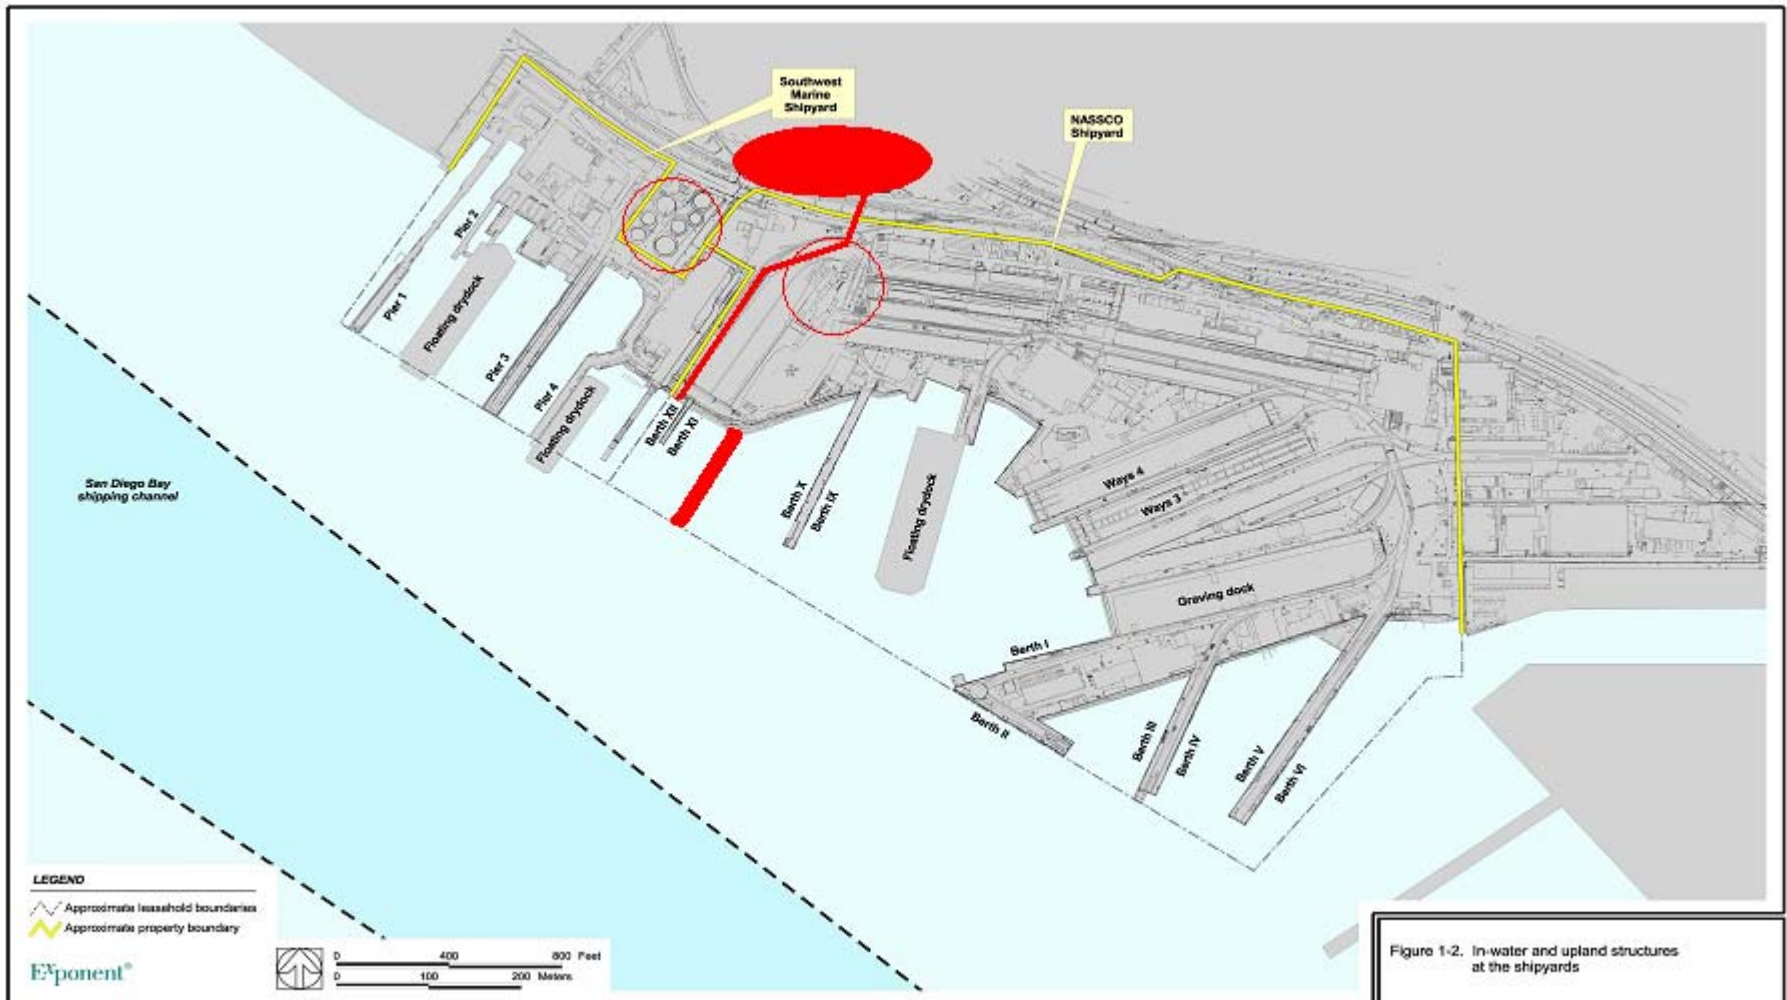 Southwest
Marine
Shipyard
NASSCO
Shipyard
Pier 1
Pier 2
Floating drydock
Pier 3
Pier 4
Floating drydock
Berth XII
Berth XI
Berth X
Berth IX
Floating drydock
Ways 4
Ways 3
Graving dock
Berth I
Berth II
Berth III
Berth IV
Berth V
Berth VI
San Diego Bay
shipping channel
LEGEND
Approximate leasehold boundaries
Approximate property boundary
Exponent®
0 400 800 Feet
0 100 200 Meters
Figure 1-2. In-water and upland structures
at the shipyards